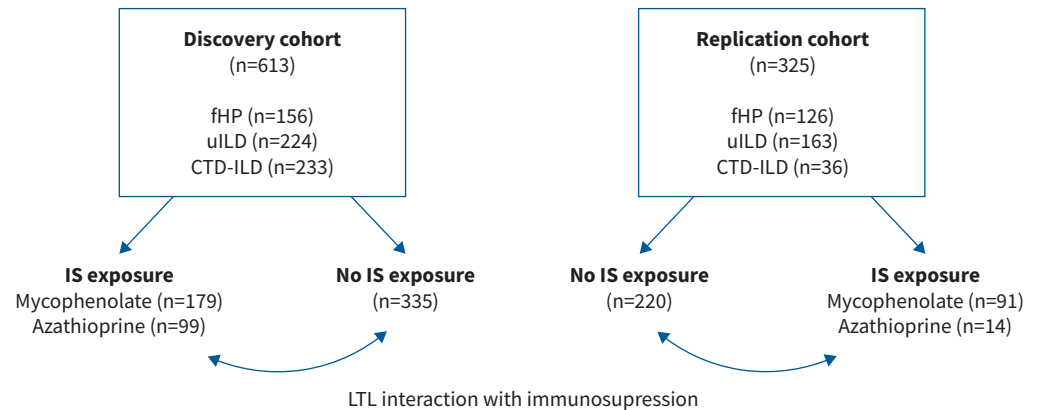 Discovery cohort
(n=613)
fHP (n=156)
uILD (n=224)
CTD-ILD (n=233)
Replication cohort
(n=325)
fHP (n=126)
uILD (n=163)
CTD-ILD (n=36)
IS exposure
Mycophenolate (n=179)
Azathioprine (n=99)
No IS exposure
(n=335)
No IS exposure
(n=220)
IS exposure
Mycophenolate (n=91)
Azathioprine (n=14)
LTL interaction with immunosupression